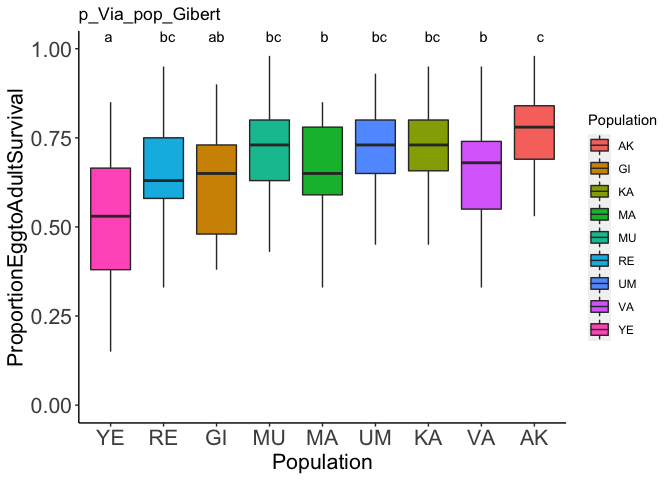 p_Via_pop_Gibert
a bc ab bc b bc bc b c
1.00
0.75
0.50
0.25
0.00
ProportionEggtoAdultSurvival
YE RE GI MU MA UM KA VA AK
Population
Population
AK
GI
KA
MA
MU
RE
UM
VA
YE